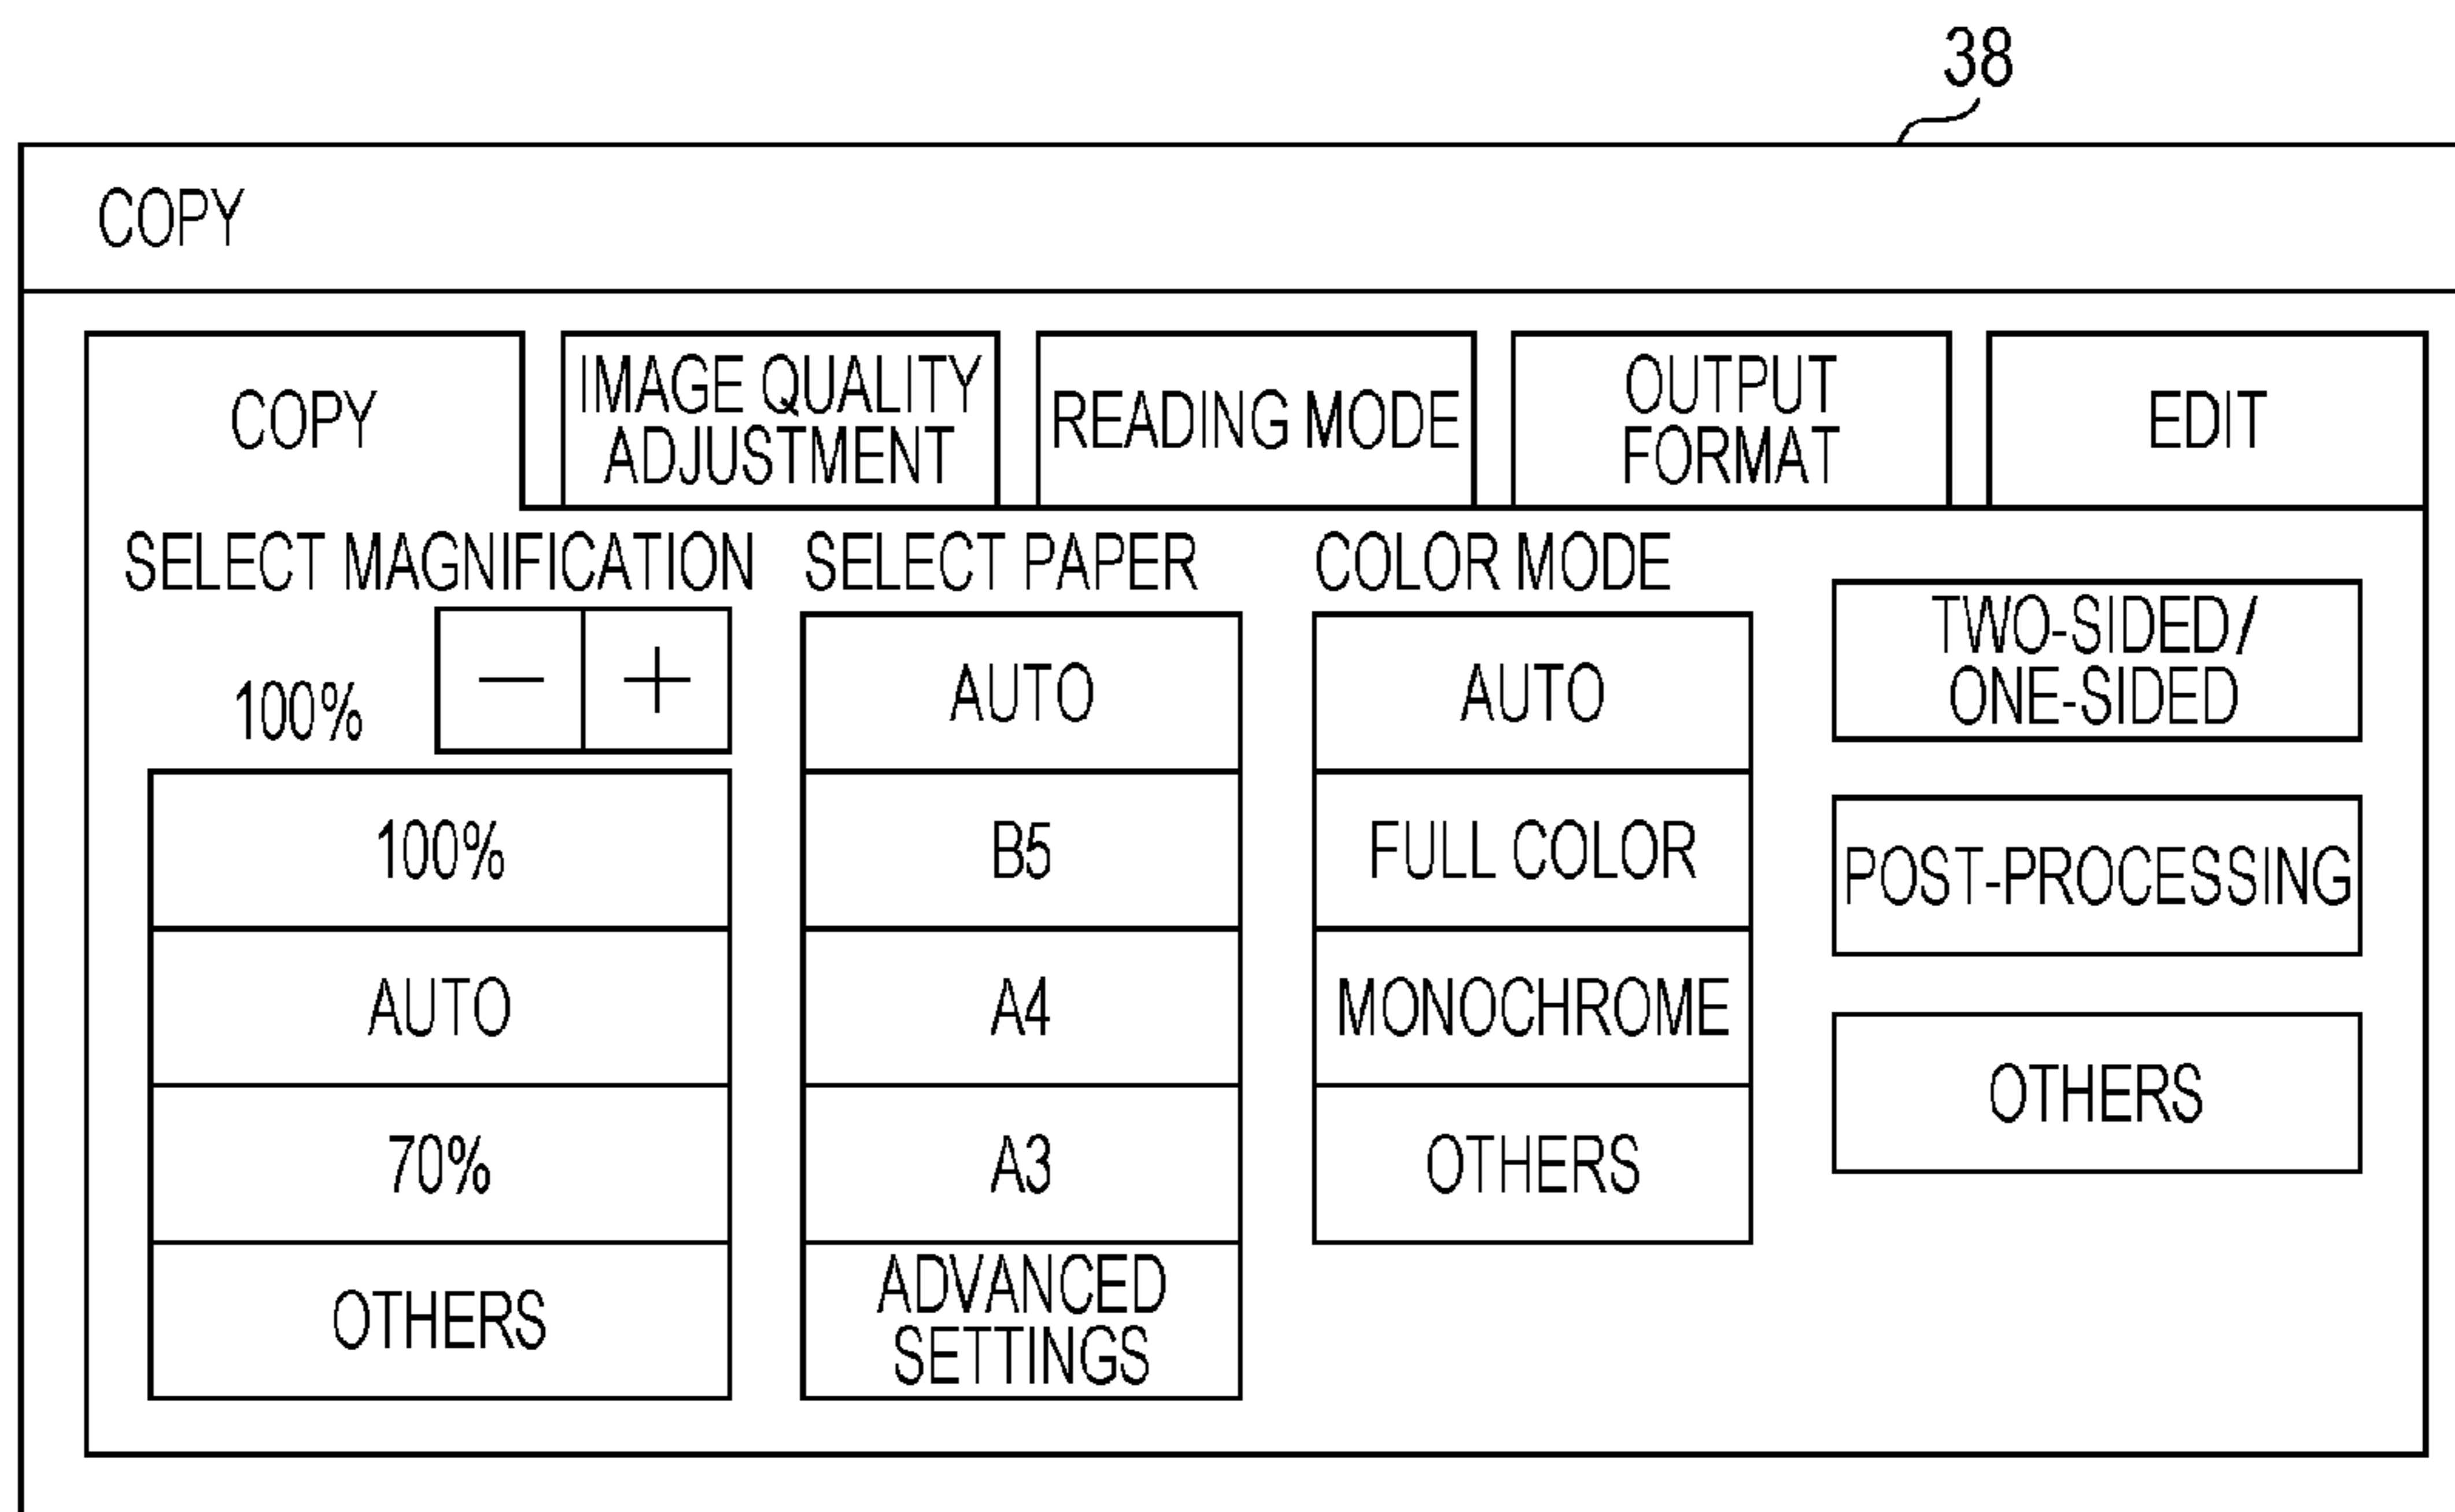 38
COPY
COPY
IMAGE QUALITY
ADJUSTMENT
READING MODE
OUTPUT
FORMAT
EDIT
SELECT MAGNIFICATION
100%
— +
100%
AUTO
70%
OTHERS
SELECT PAPER
AUTO
B5
A4
A3
ADVANCED
SETTINGS
COLOR MODE
AUTO
FULL COLOR
MONOCHROME
OTHERS
TWO-SIDED/
ONE-SIDED
POST-PROCESSING
OTHERS